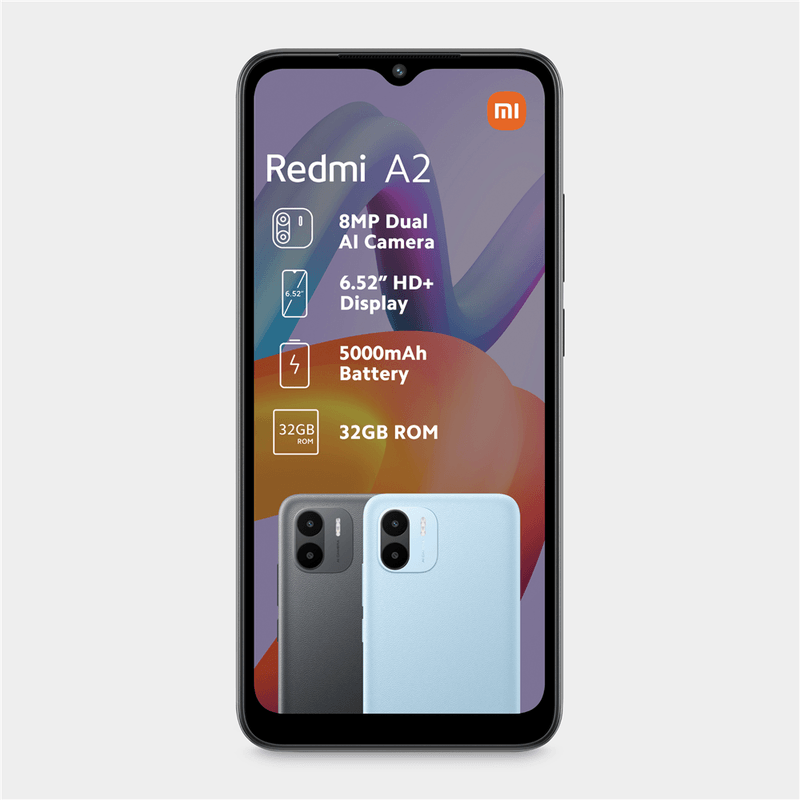 mi
Redmi A2
8MP Dual
AI Camera
6.52”
6.52” HD+
Display
5000mAh
Battery
32GB
ROM
32GB ROM